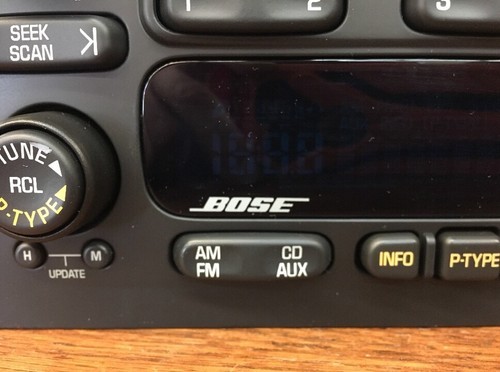 1 2 3
SEEK
SCAN
TUNE
RCL
P-TYPE
BOSE
AM CD
FM AUX
INFO P-TYPE
H M
UPDATE